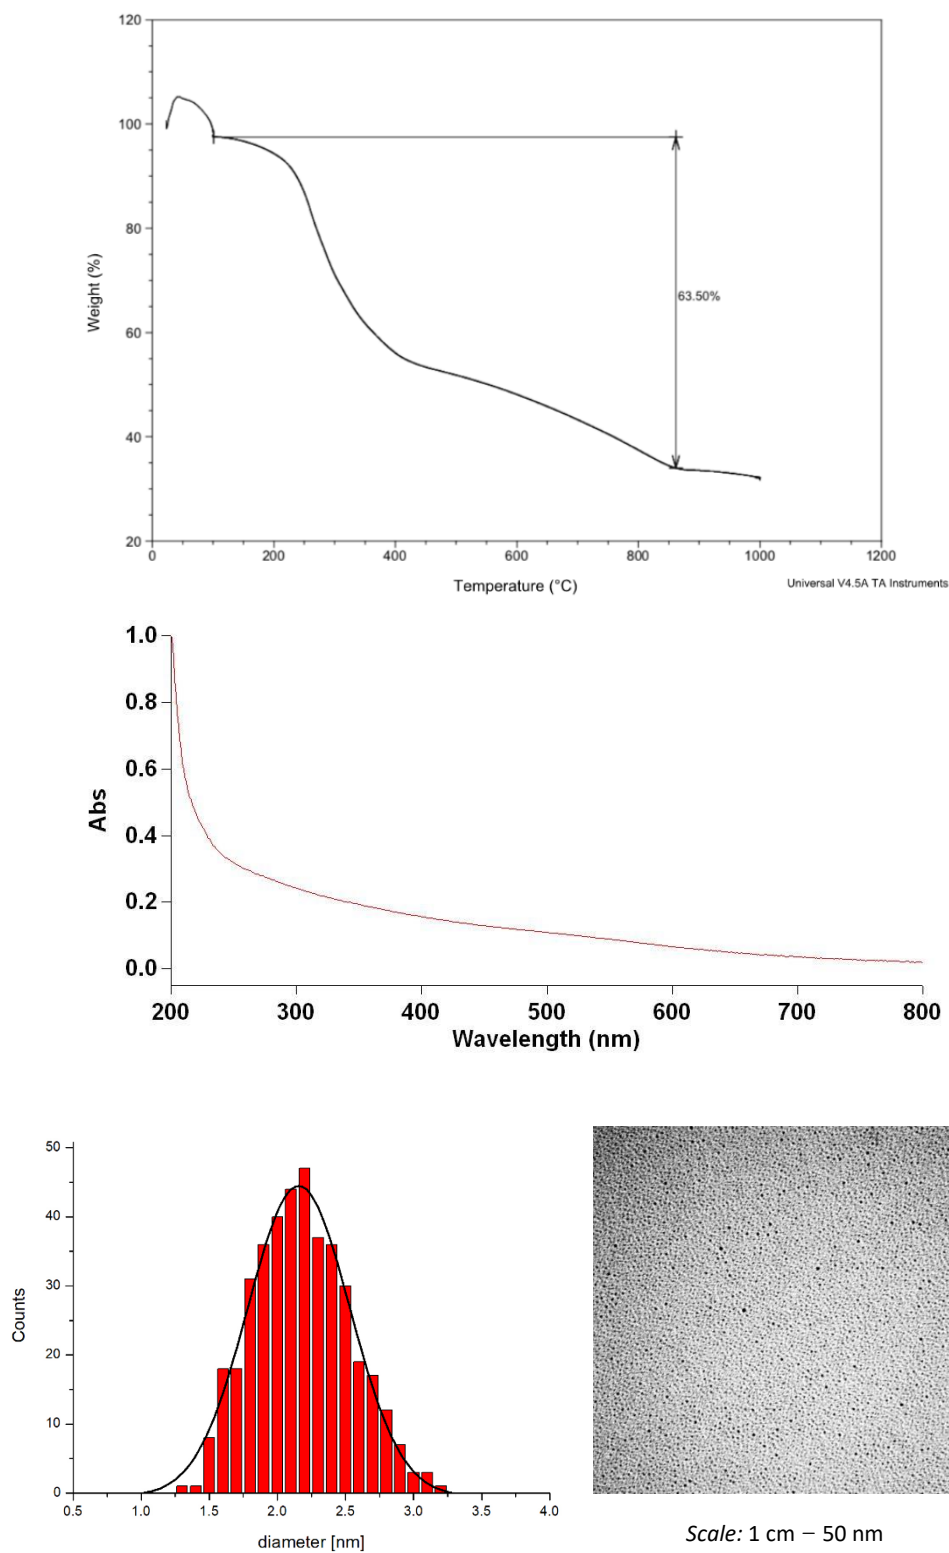 120
100
80
60
40
20
Weight (%)
63.50%
0 200 400 600 800 1000 1200
Temperature (°C)
Universal V4.5A TA Instruments
1.0
0.8
0.6
0.4
0.2
0.0
Abs
200 300 400 500 600 700 800
Wavelength (nm)
50
40
30
20
10
0
Counts
0.5 1.0 1.5 2.0 2.5 3.0 3.5 4.0
diameter [nm]
Scale: 1 cm – 50 nm